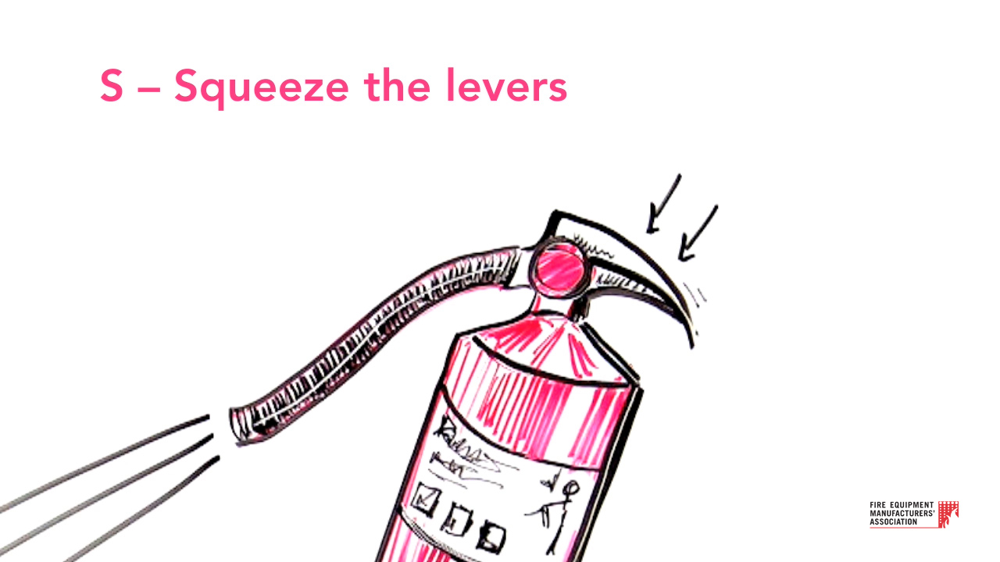 S – Squeeze the levers
FIRE EQUIPMENT
MANUFACTURERS'
ASSOCIATION